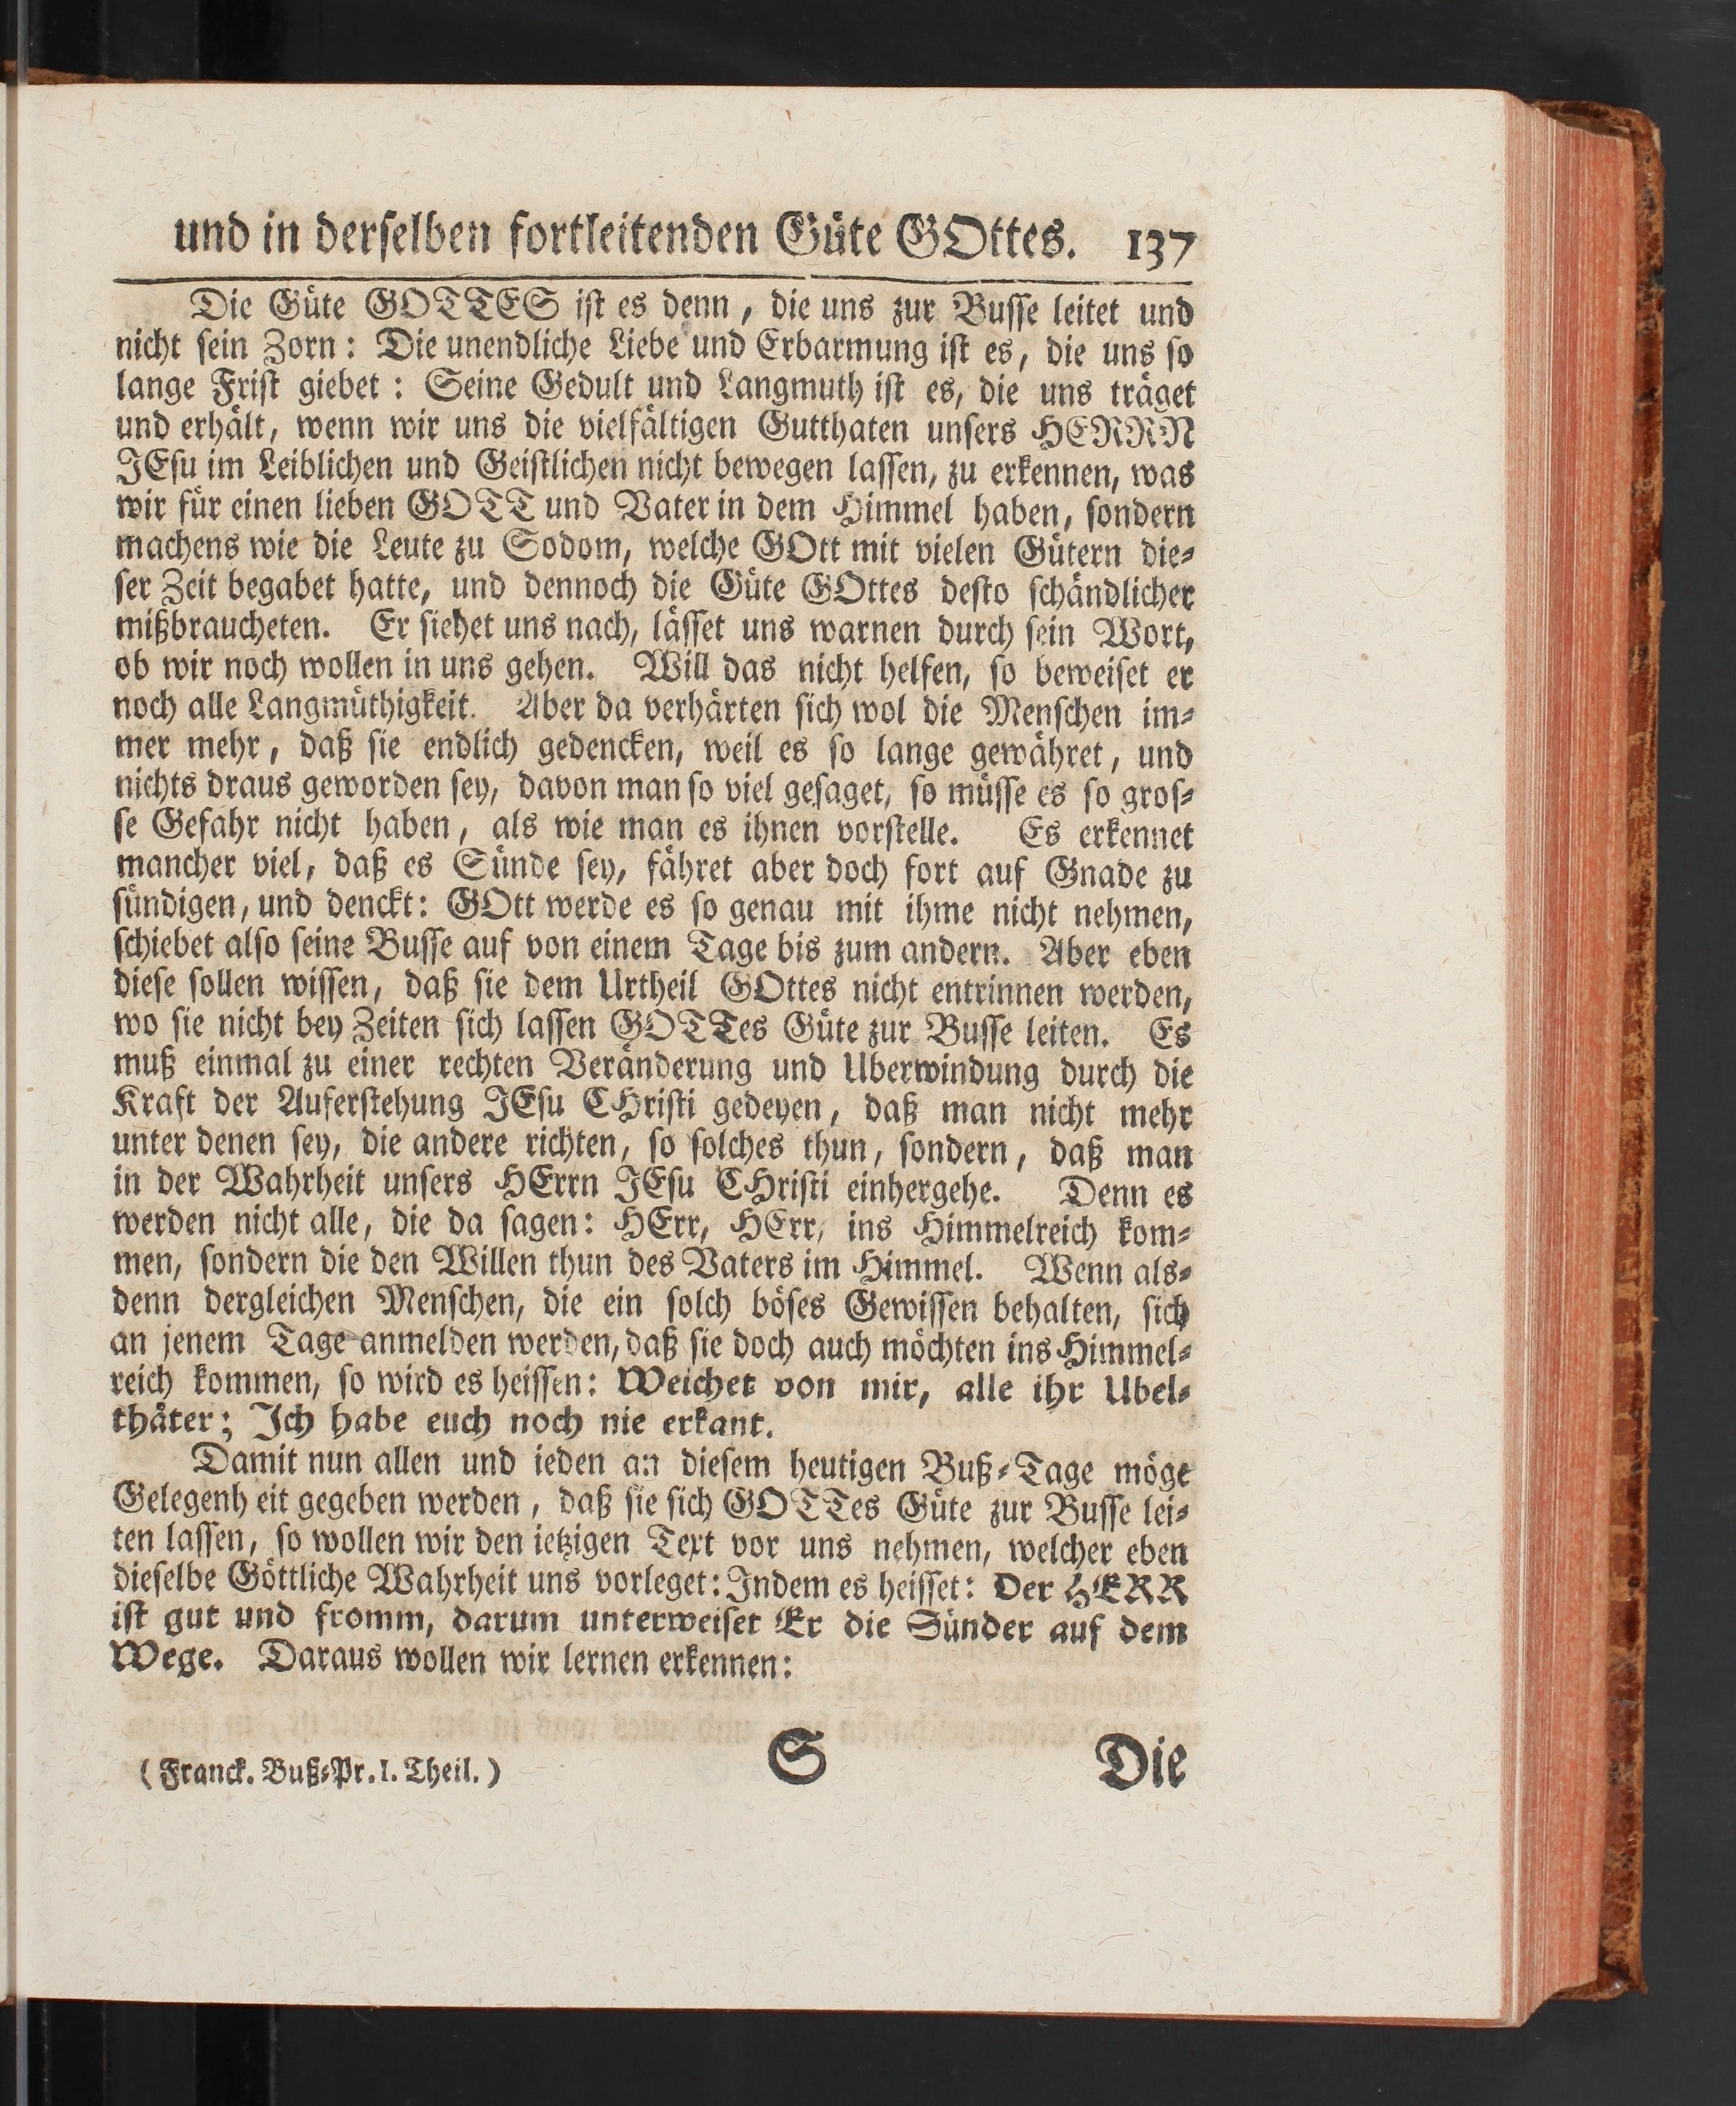 und in derselben fortleitenden Güte GOttes. 137
Die Güte GOTTES ist es denn, die uns zur Busse leitet und
nicht sein Zorn: Die unendliche Liebe und Erbarmung ist es, die uns so
lange Frist giebet: Seine Gedult und Langmuth ist es, die uns träget
und erhält, wenn wir uns die vielfältigen Gutthaten unsers HERRN
JEsu im Leiblichen und Geistlichen nicht bewegen lassen, zu erkennen, was
wir für einen lieben GOTT und Vater in dem Himmel haben, sondern
machens wie die Leute zu Sodom, welche GOtt mit vielen Gütern die-
ser Zeit begabet hatte, und dennoch die Güte GOttes desto schändlicher
mißbraucheten. Er siehet uns nach, lässet uns warnen durch sein Wort,
ob wir noch wollen in uns gehen. Will das nicht helfen, so beweiset er
noch alle Langmüthigkeit. Aber da verhärten sich wol die Menschen im-
mer mehr, daß sie endlich gedencken, weil es so lange gewähret, und
nichts draus geworden sey, davon man so viel gesaget, so müsse es so gros-
se Gefahr nicht haben, als wie man es ihnen vorstelle. Es erkennet
mancher viel, daß es Sünde sey, fähret aber doch fort auf Gnade zu
sündigen, und denckt: GOtt werde es so genau mit ihme nicht nehmen,
schiebet also seine Busse auf von einem Tage bis zum andern. Aber eben
diese sollen wissen, daß sie dem Urtheil GOttes nicht entrinnen werden,
wo sie nicht bey Zeiten sich lassen GOTTes Güte zur Busse leiten. Es
muß einmal zu einer rechten Veränderung und Uberwindung durch die
Kraft der Auferstehung JEsu CHristi gedeyen, daß man nicht mehr
unter denen sey, die andere richten, so solches thun, sondern, daß man
in der Wahrheit unsers HErrn JEsu CHristi einhergehe. Denn es
werden nicht alle, die da sagen: HErr, HErr, ins Himmelreich kom-
men, sondern die den Willen thun des Vaters im Himmel. Wenn als-
denn dergleichen Menschen, die ein solch böses Gewissen behalten, sich
an jenem Tage anmelden werden, daß sie doch auch möchten ins Himmel-
reich kommen, so wird es heissen: Weichet von mir, alle ihr Ubel-
thäter; Ich habe euch noch nie erkant.
Damit nun allen und ieden an diesem heutigen Buß-Tage möge
Gelegenh eit gegeben werden, daß sie sich GOTTes Güte zur Busse lei-
ten lassen, so wollen wir den ietzigen Text vor uns nehmen, welcher eben
dieselbe Göttliche Wahrheit uns vorleget: Indem es heisset: Der HERR
ist gut und fromm, darum unterweiset Er die Sünder auf dem
Wege. Daraus wollen wir lernen erkennen:
(Franck. Buß-Pr. I. Theil.) S Die